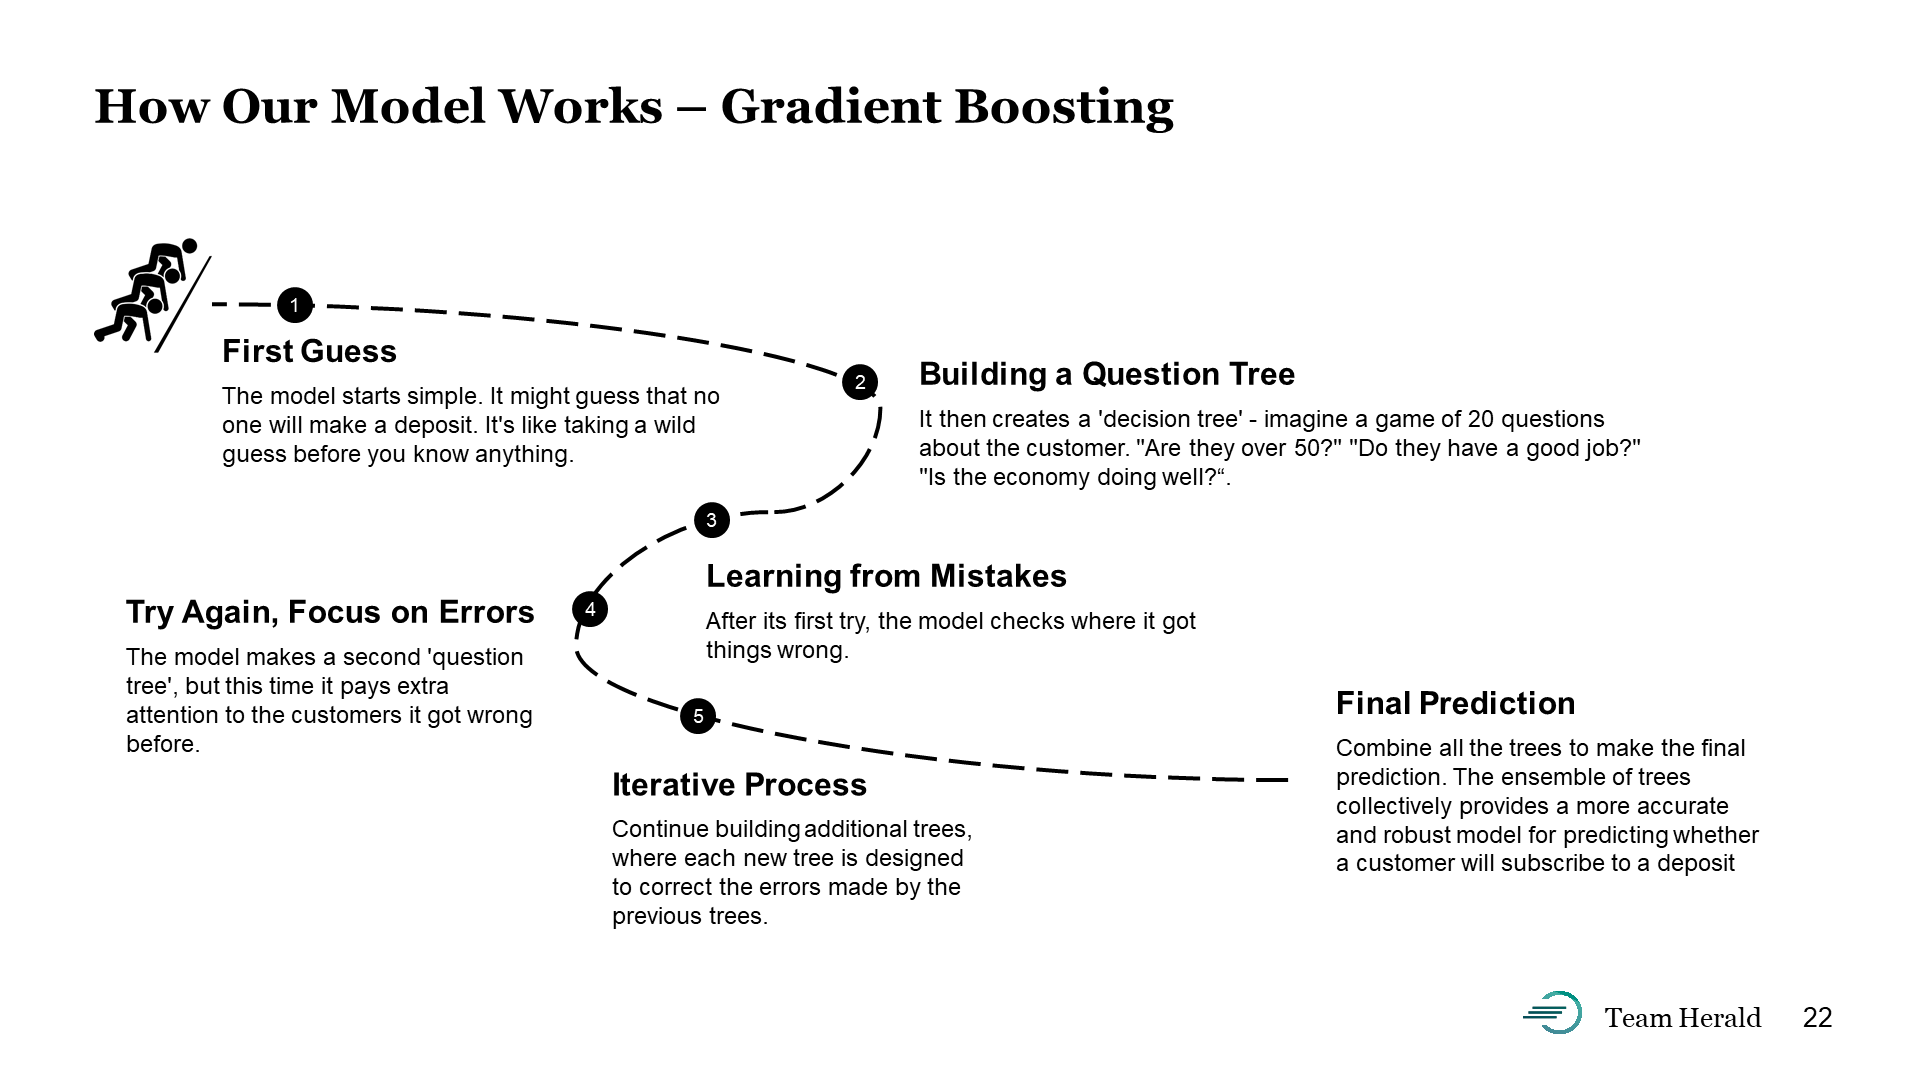 How Our Model Works – Gradient Boosting
1
First Guess
The model starts simple. It might guess that no
one will make a deposit. It's like taking a wild
guess before you know anything.
2
Building a Question Tree
It then creates a 'decision tree' - imagine a game of 20 questions
about the customer. "Are they over 50?" "Do they have a good job?"
"Is the economy doing well?“.
3
Learning from Mistakes
After its first try, the model checks where it got
things wrong.
4
Try Again, Focus on Errors
The model makes a second 'question
tree', but this time it pays extra
attention to the customers it got wrong
before.
5
Iterative Process
Continue building additional trees,
where each new tree is designed
to correct the errors made by the
previous trees.
Final Prediction
Combine all the trees to make the final
prediction. The ensemble of trees
collectively provides a more accurate
and robust model for predicting whether
a customer will subscribe to a deposit
Team Herald
22